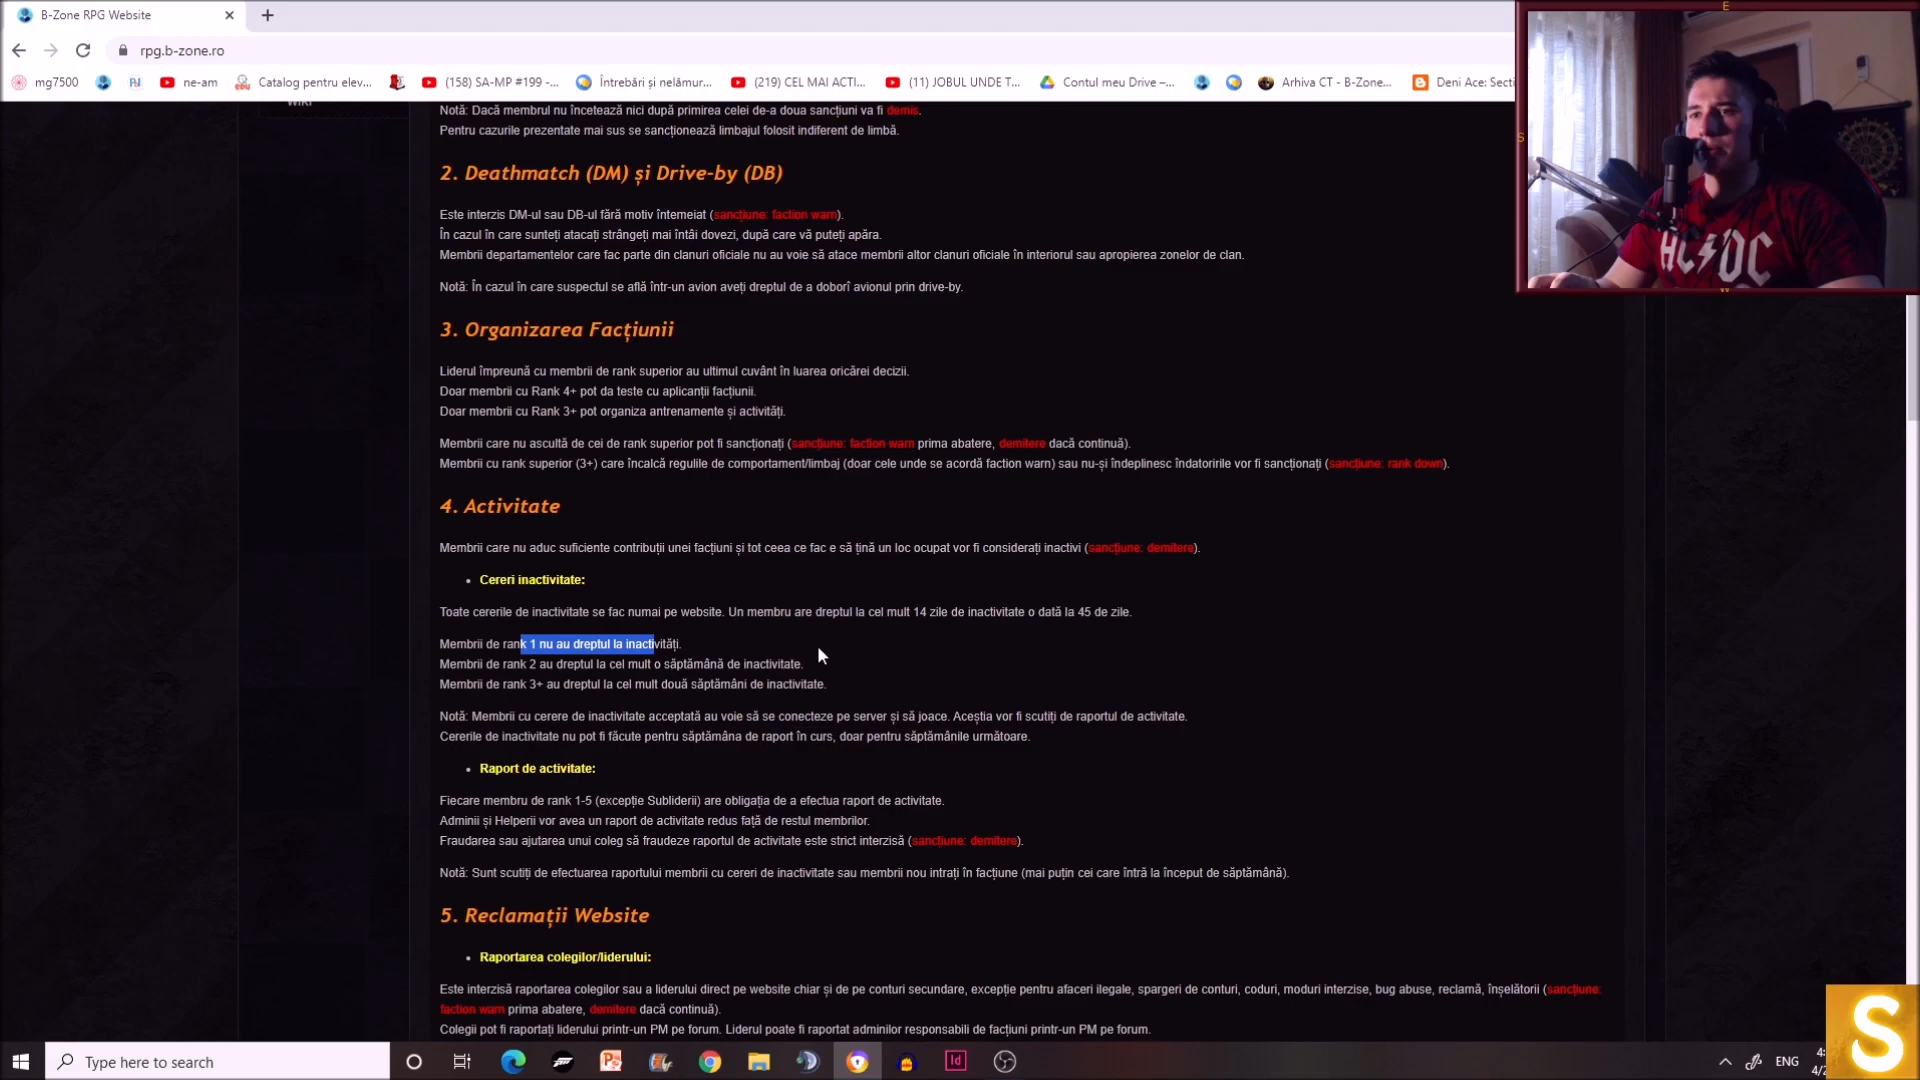 B-Zone RPG Website
rpg.b-zone.ro
mg7500
ne-am
Catalog pentru elev...
(158) SA-MP #199 -...
Întrebări și nelămur...
(219) CEL MAI ACTI...
(11) JOBUL UNDE T...
Contul meu Drive –...
Arhiva CT - B-Zone...
Deni Ace: Secti
Notă: Dacă membrul nu încetează nici după primirea celei de-a doua sancțiuni va fi demis.
Pentru cazurile prezentate mai sus se sancționează limbajul folosit indiferent de limbă.
2. Deathmatch (DM) și Drive-by (DB)
Este interzis DM-ul sau DB-ul fără motiv întemeiat (sancțiune: faction warn).
În cazul în care sunteți atacați strângeți mai întâi dovezi, după care vă puteți apăra.
Membrii departamentelor care fac parte din clanuri oficiale nu au voie să atace membrii altor clanuri oficiale în interiorul sau apropierea zonelor de clan.
Notă: În cazul în care suspectul se află într-un avion aveți dreptul de a doborî avionul prin drive-by.
3. Organizarea Facțiunii
Liderul împreună cu membrii de rank superior au ultimul cuvânt în luarea oricărei decizii.
Doar membrii cu Rank 4+ pot da teste cu aplicanții facțiunii.
Doar membrii cu Rank 3+ pot organiza antrenamente și activități.
Membrii care nu ascultă de cei de rank superior pot fi sancționați (sancțiune: faction warn prima abatere, demitere dacă continuă).
Membrii cu rank superior (3+) care încalcă regulile de comportament/limbaj (doar cele unde se acordă faction warn) sau nu-și îndeplinesc îndatoririle vor fi sancționați (sancțiune: rank down).
4. Activitate
Membrii care nu aduc suficiente contribuții unei facțiuni și tot ceea ce fac e să țină un loc ocupat vor fi considerați inactivi (sancțiune: demitere).
• Cereri inactivitate:
Toate cererile de inactivitate se fac numai pe website. Un membru are dreptul la cel mult 14 zile de inactivitate o dată la 45 de zile.
Membrii de rank 1 nu au dreptul la inactivități.
Membrii de rank 2 au dreptul la cel mult o săptămână de inactivitate.
Membrii de rank 3+ au dreptul la cel mult două săptămâni de inactivitate.
Notă: Membrii cu cerere de inactivitate acceptată au voie să se conecteze pe server și să joace. Aceștia vor fi scutiți de raportul de activitate.
Cererile de inactivitate nu pot fi făcute pentru săptămâna de raport în curs, doar pentru săptămânile următoare.
• Raport de activitate:
Fiecare membru de rank 1-5 (excepție Subliderii) are obligația de a efectua raport de activitate.
Adminii și Helperii vor avea un raport de activitate redus față de restul membrilor.
Fraudarea sau ajutarea unui coleg să fraudeze raportul de activitate este strict interzisă (sancțiune: demitere).
Notă: Sunt scutiți de efectuarea raportului membrii cu cereri de inactivitate sau membrii nou intrați în facțiune (mai puțin cei care întră la început de săptămână).
5. Reclamații Website
• Raportarea colegilor/liderului:
Este interzisă raportarea colegilor sau a liderului direct pe website chiar și de pe conturi secundare, excepție pentru afaceri ilegale, spargeri de conturi, coduri, moduri interzise, bug abuse, reclamă, înșelătorii (sancțiune:
faction warn prima abatere, demitere dacă continuă).
Colegii pot fi raportați liderului printr-un PM pe forum. Liderul poate fi raportat adminilor responsabili de facțiuni printr-un PM pe forum.
Type here to search
Id
ENG
E
S
AC⚡DC
S